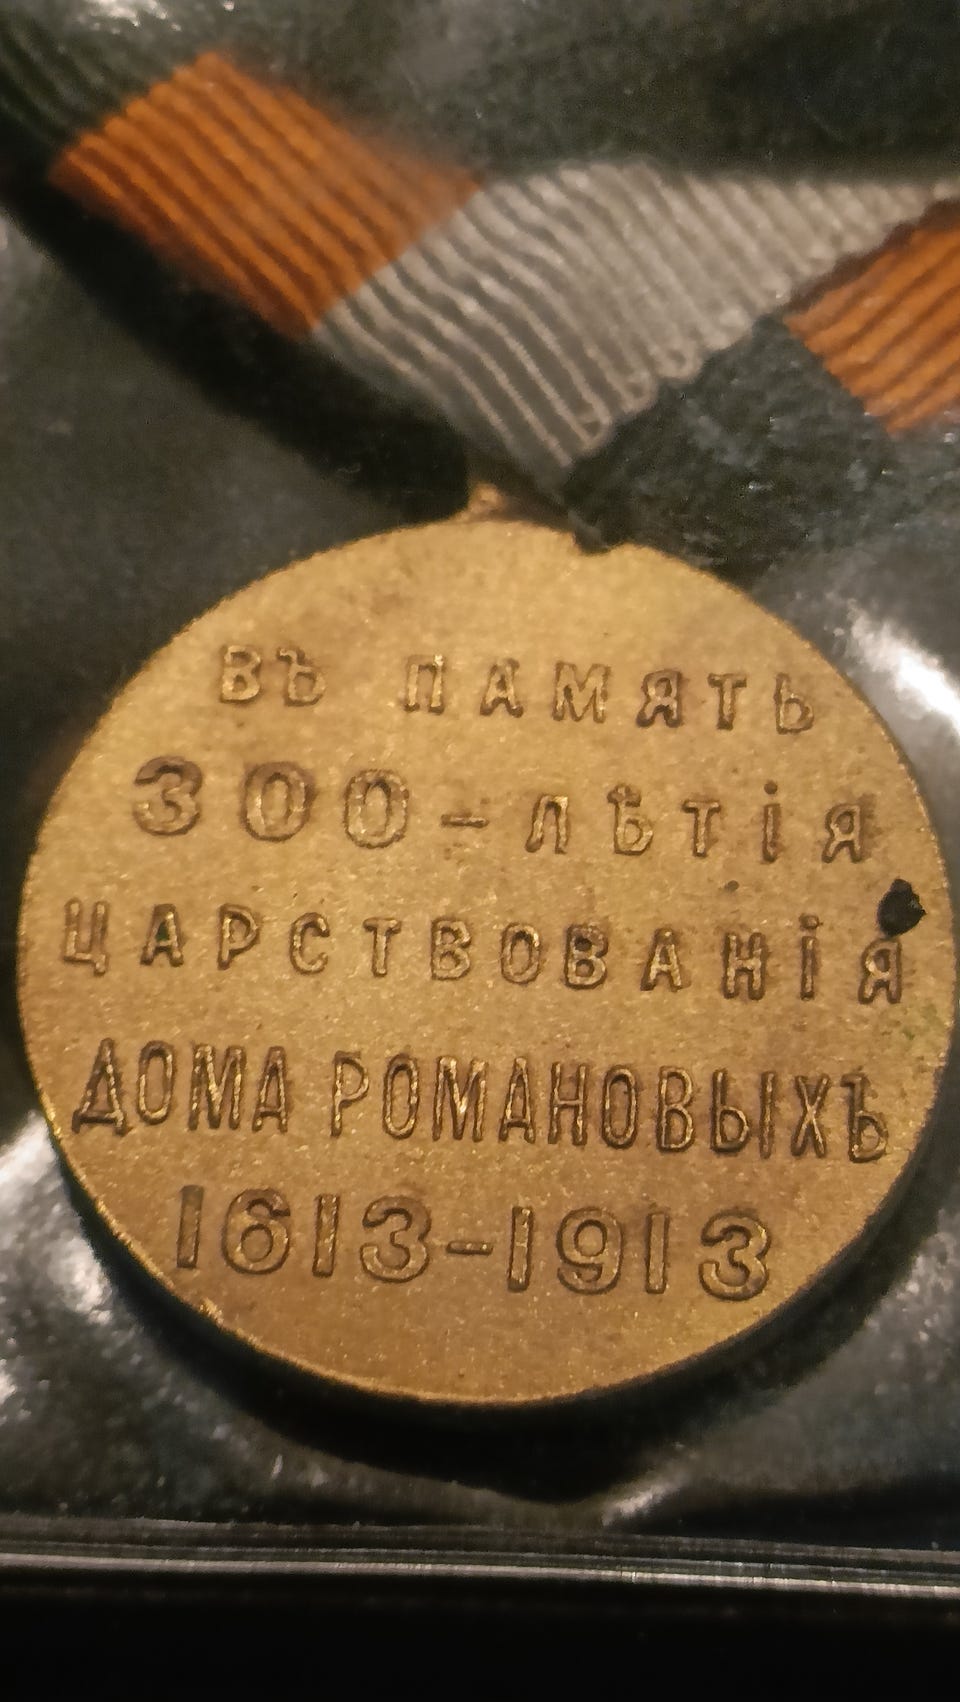 ВЪ ПАМЯТЬ
300-ЛѢТІЯ
ЦАРСТВОВАНІЯ
ДОМА РОМАНОВЫХЪ
1613-1913